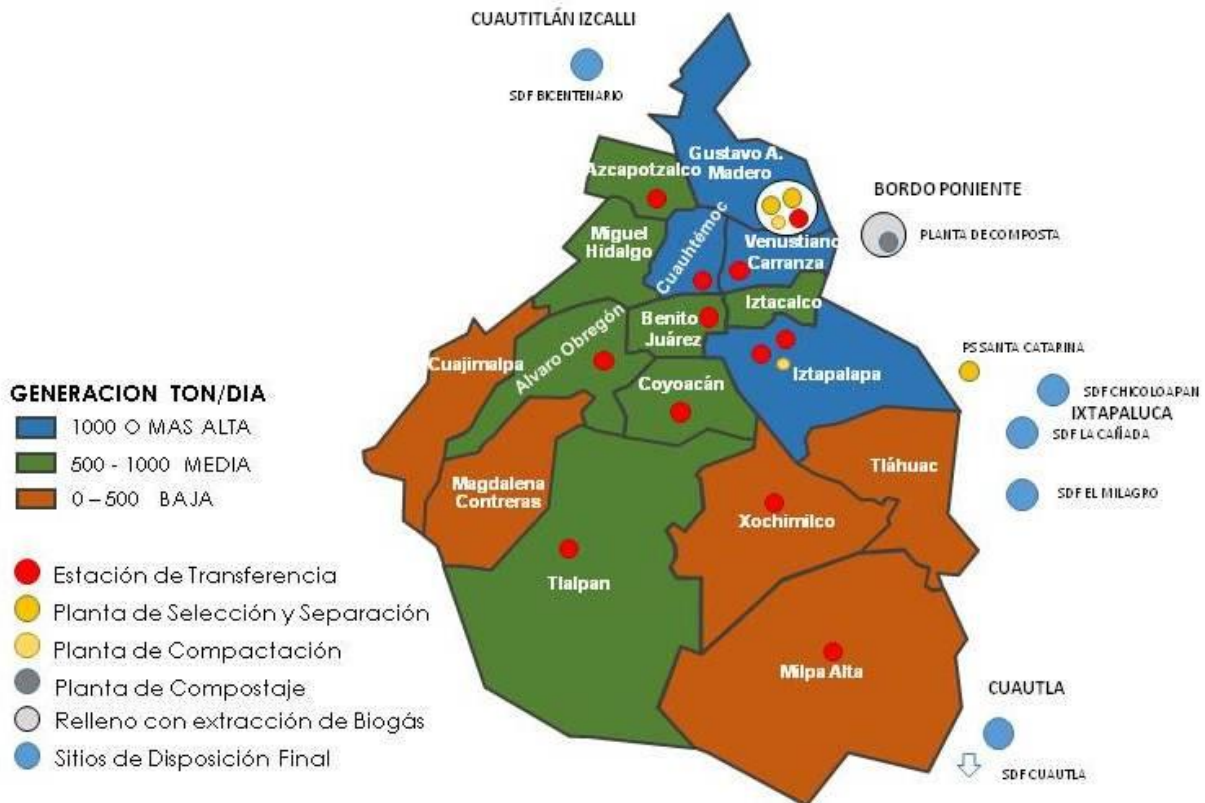 CUAUTITLÁN IZCALLI
SDF BICENTENARIO
Gustavo A.
Madero
Azcapotzalco
BORDO PONIENTE
PLANTA DE COMPOSTA
Miguel
Hidalgo
Cuauhtémoc
Venustiano
Carranza
Iztacalco
Benito
Juárez
Alvaro Obregón
Cuajimalpa
Coyoacán
Iztapalapa
PS SANTA CATARINA
SDF CHICOLOAPAN
IXTAPALUCA
SDF LA CAÑADA
SDF EL MILAGRO
Tláhuac
Magdalena
Contreras
Xochimilco
Tlalpan
Milpa Alta
CUAUTLA
SDF CUAUTLA
GENERACION TON/DIA
1000 O MAS ALTA
500 - 1000 MEDIA
0 – 500 BAJA
Estación de Transferencia
Planta de Selección y Separación
Planta de Compactación
Planta de Compostaje
Relleno con extracción de Biogás
Sitios de Disposición Final